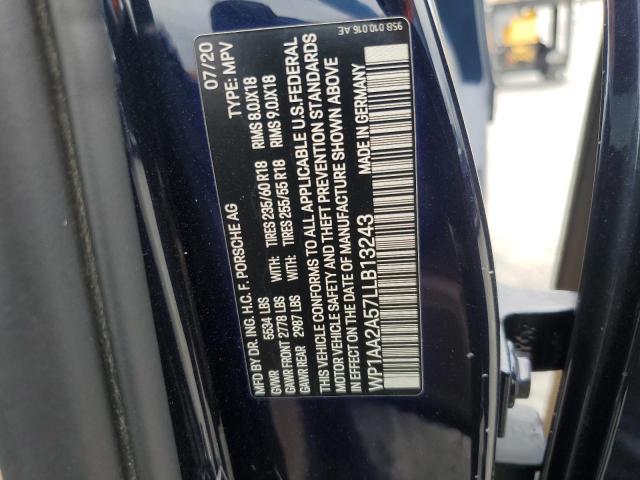 95B 010 016 AE
07/20
MFD BY DR. ING. H.C. F. PORSCHE AG TYPE: MPV
GVWR 5534 LBS
GAWR FRONT 2778 LBS WITH TIRES 235/60 R18 RIMS 8.0JX18
GAWR REAR 2987 LBS WITH TIRES 255/55 R18 RIMS 9.0JX18
THIS VEHICLE CONFORMS TO ALL APPLICABLE U.S. FEDERAL
MOTOR VEHICLE SAFETY AND THEFT PREVENTION STANDARDS
IN EFFECT ON THE DATE OF MANUFACTURE SHOWN ABOVE
WP1AA2A57LLB13243 MADE IN GERMANY